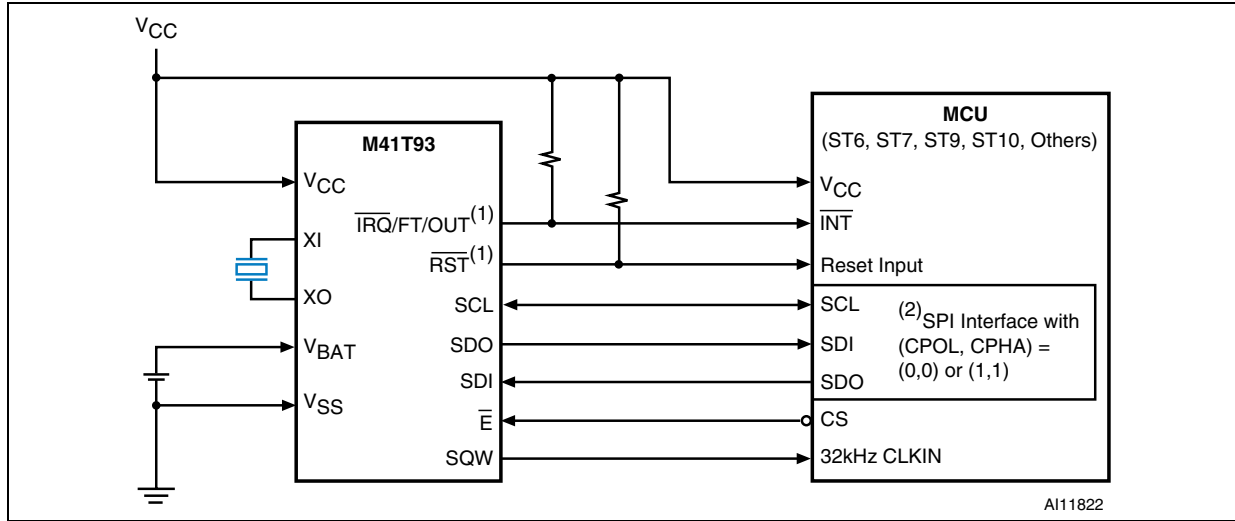 VCC
M41T93
VCC
XI
XO
VBAT
VSS
IRQ/FT/OUT(1)
RST(1)
SCL
SDO
SDI
E
SQW
MCU
(ST6, ST7, ST9, ST10, Others)
VCC
INT
Reset Input
SCL
SDI
SDO
(2)SPI Interface with
(CPOL, CPHA) =
(0,0) or (1,1)
CS
32kHz CLKIN
AI11822